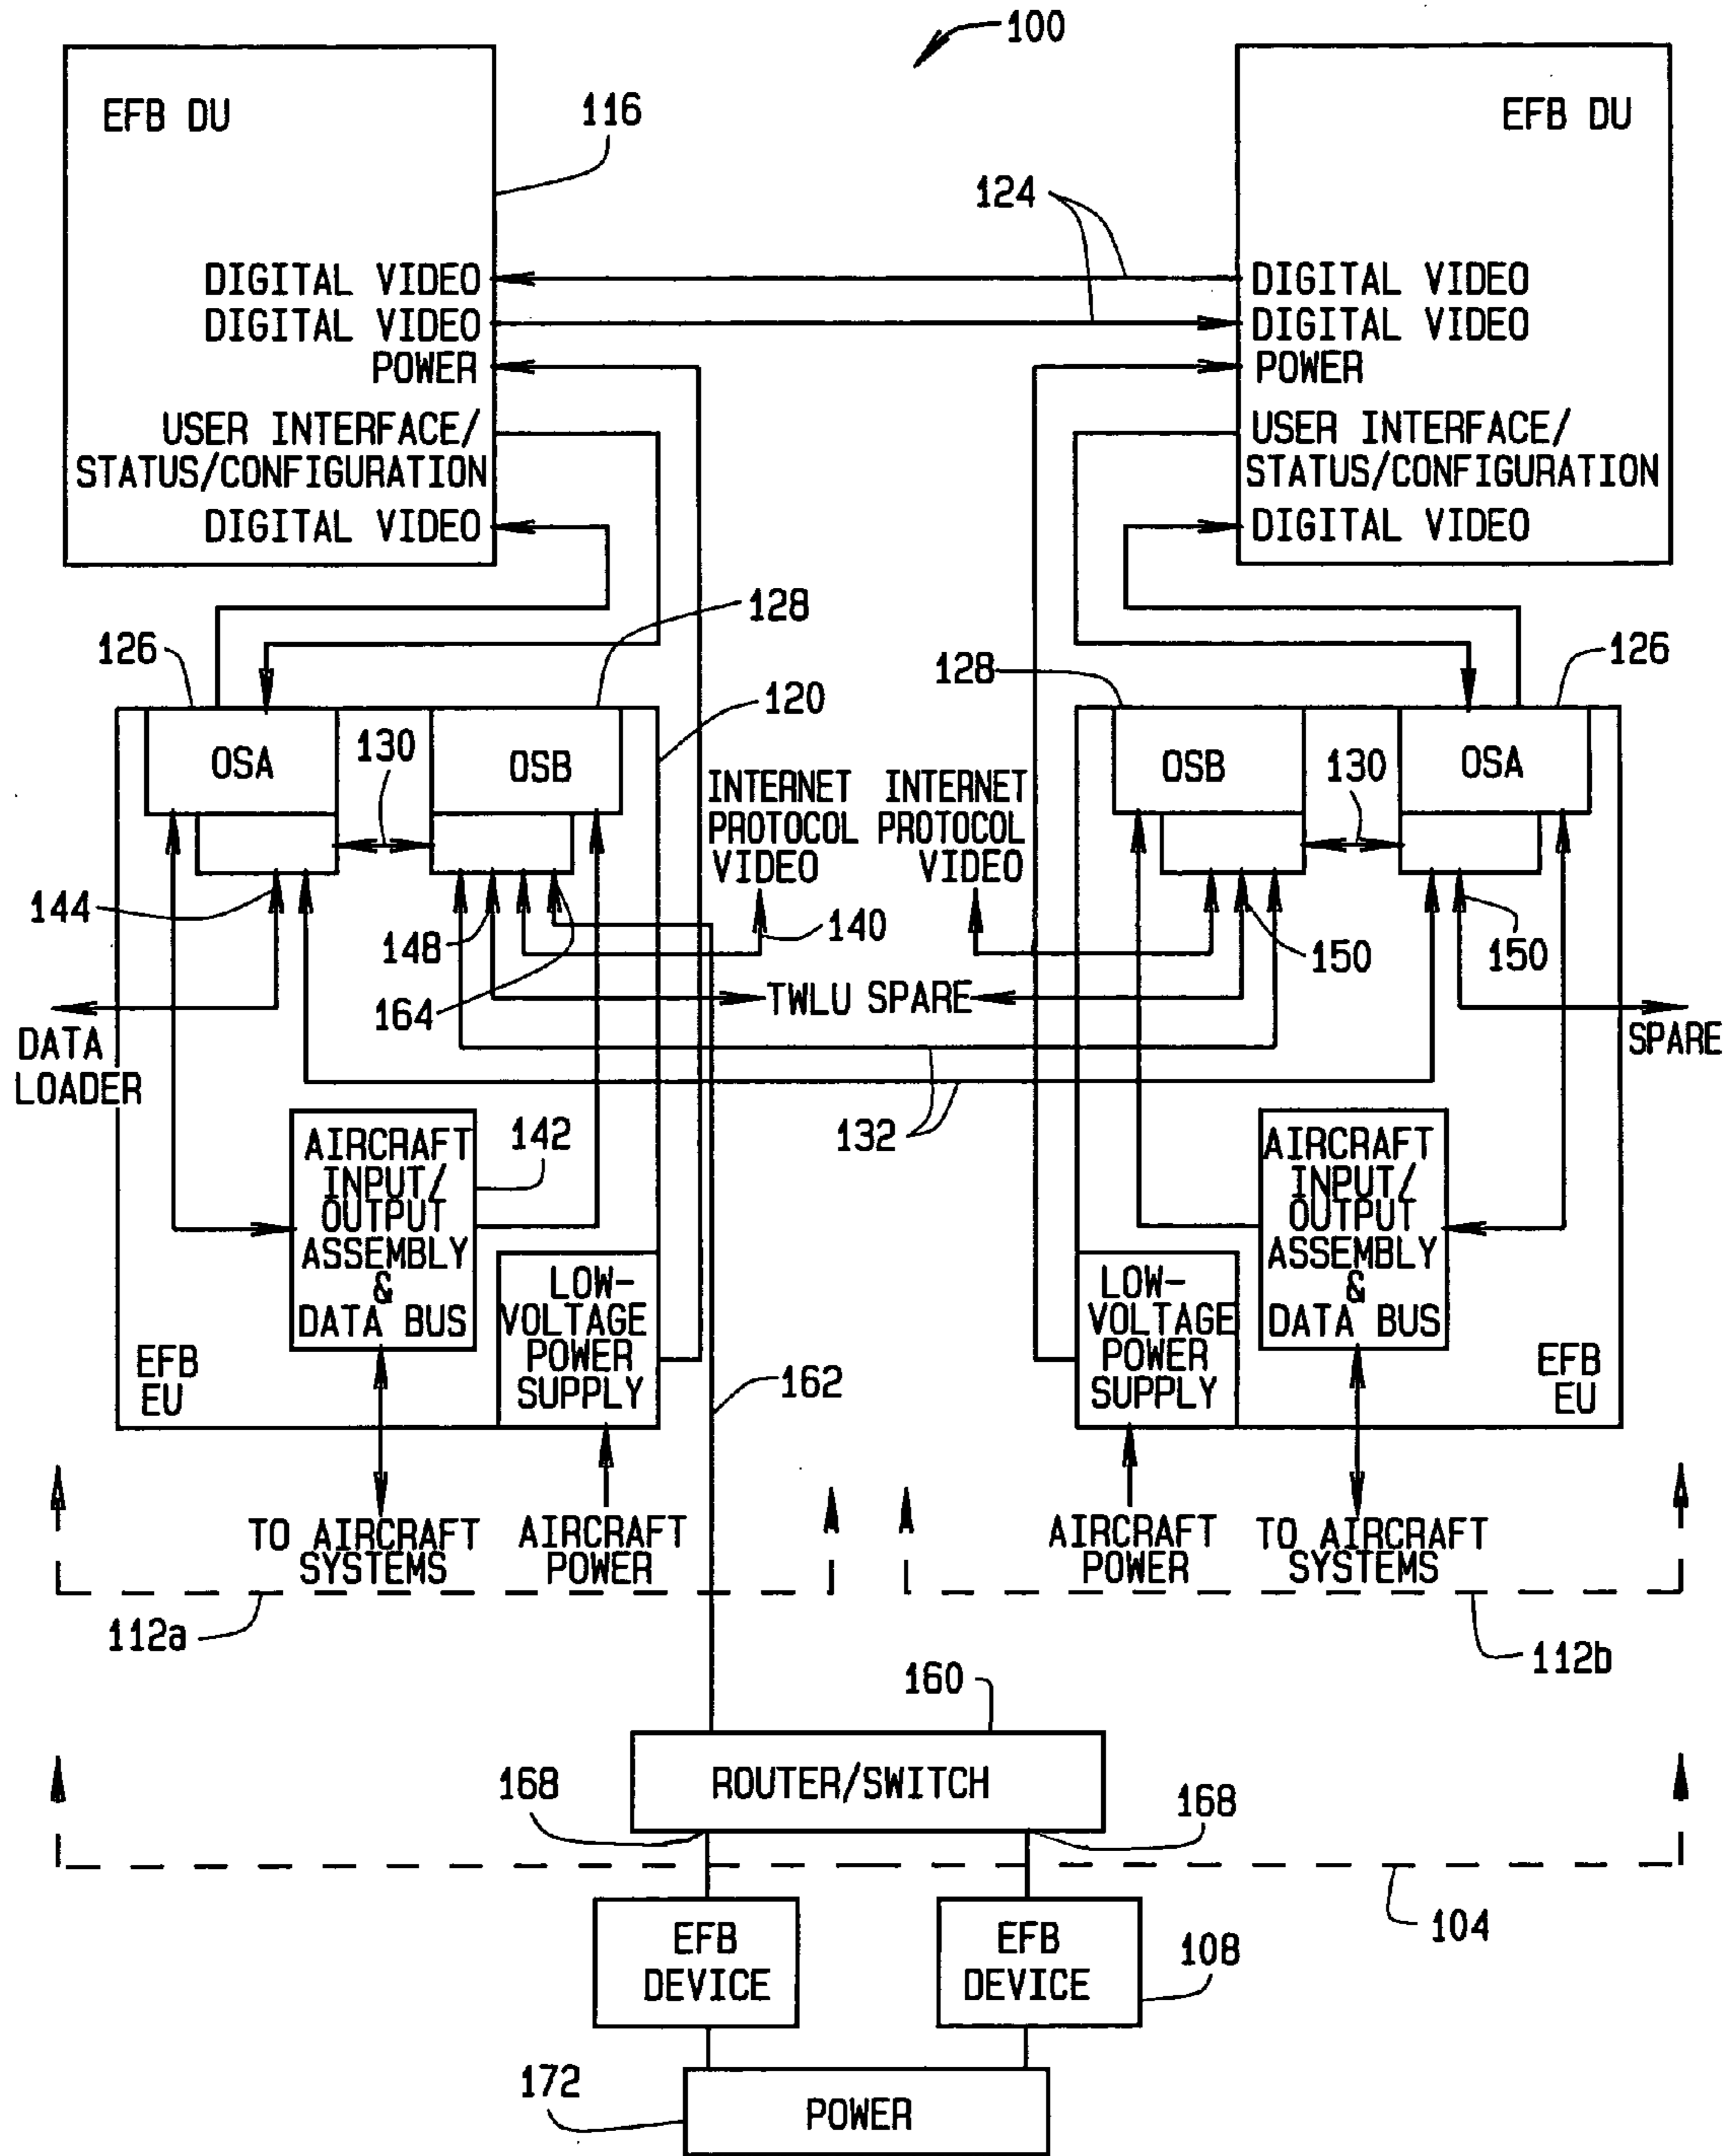 100
EFB DU
116
EFB DU
124
DIGITAL VIDEO
DIGITAL VIDEO
POWER
USER INTERFACE/
STATUS/CONFIGURATION
DIGITAL VIDEO
DIGITAL VIDEO
DIGITAL VIDEO
POWER
USER INTERFACE/
STATUS/CONFIGURATION
DIGITAL VIDEO
126
128
120
128
126
OSA
130
OSB
INTERNET
PROTOCOL
VIDEO
INTERNET
PROTOCOL
VIDEO
OSB
130
OSA
144
148
164
140
150
150
TWLU SPARE
DATA
LOADER
SPARE
132
AIRCRAFT
INPUT/
OUTPUT
ASSEMBLY
&
DATA BUS
142
LOW-
VOLTAGE
POWER
SUPPLY
EFB
EU
162
LOW-
VOLTAGE
POWER
SUPPLY
AIRCRAFT
INPUT/
OUTPUT
ASSEMBLY
&
DATA BUS
EFB
EU
TO AIRCRAFT
SYSTEMS
AIRCRAFT
POWER
AIRCRAFT
POWER
TO AIRCRAFT
SYSTEMS
112a
112b
160
ROUTER/SWITCH
168
168
104
EFB
DEVICE
EFB
DEVICE
108
172
POWER